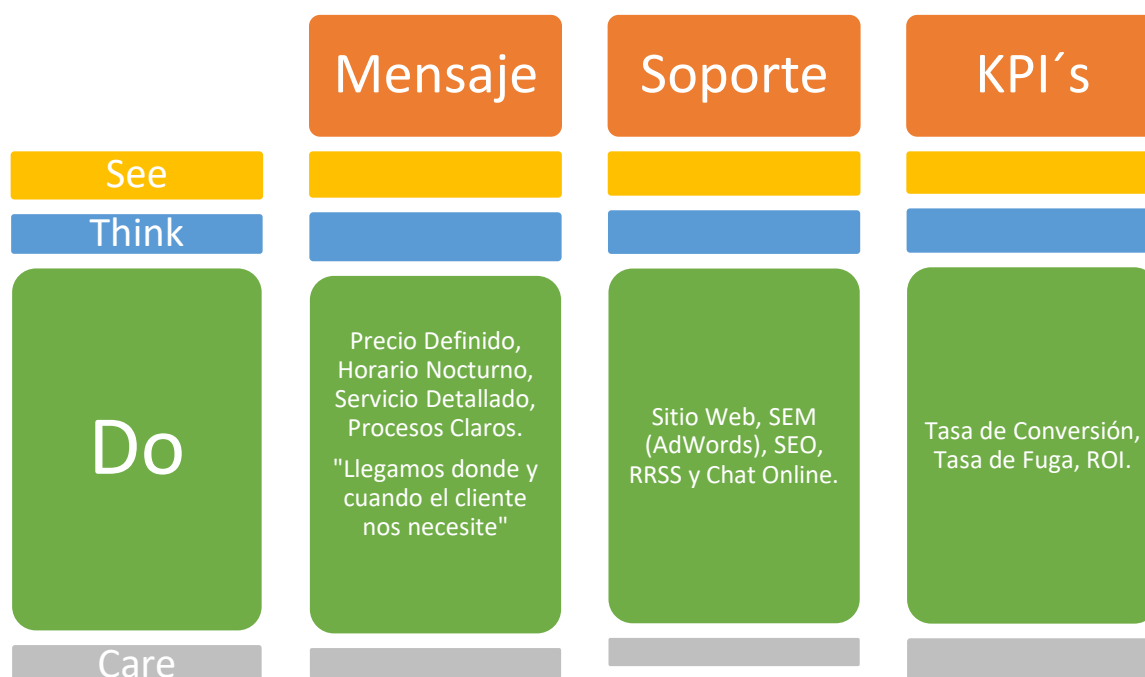 Mensaje
Soporte
KPI´s
See
Think
Do
Precio Definido,
Horario Nocturno,
Servicio Detallado,
Procesos Claros.
"Llegamos donde y
cuando el cliente
nos necesite"
Sitio Web, SEM
(AdWords), SEO,
RRSS y Chat Online.
Tasa de Conversión,
Tasa de Fuga, ROI.
Care